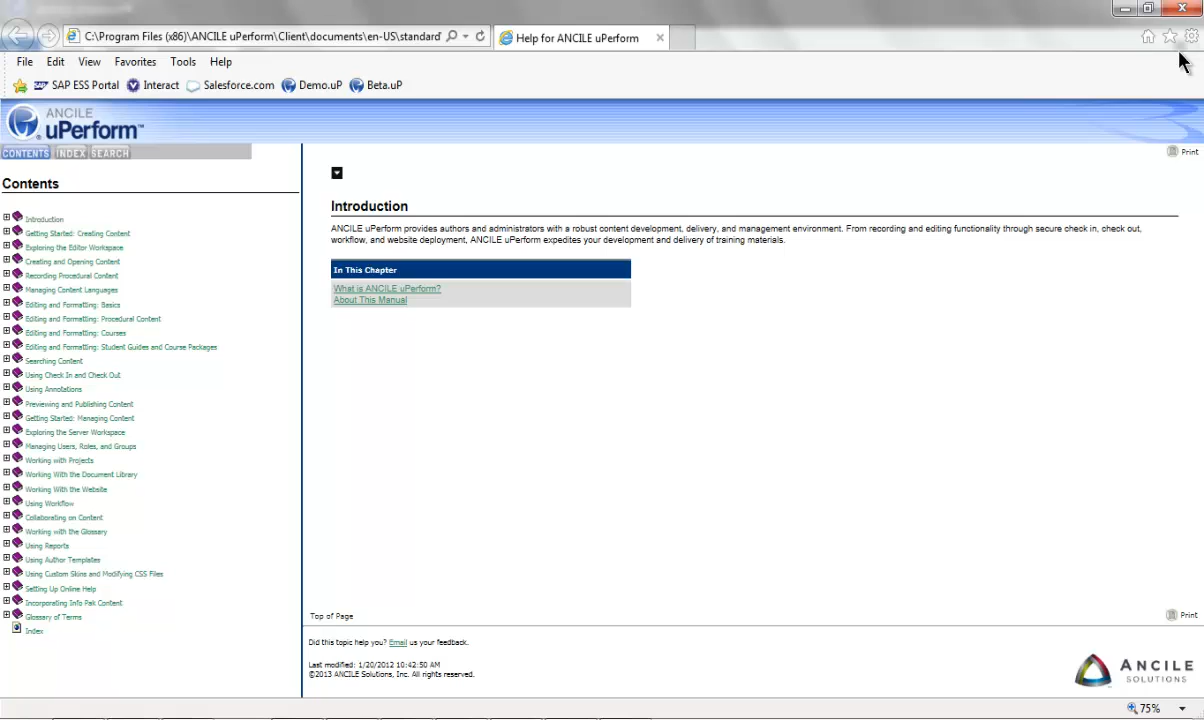 C:\Program Files (x86)\ANCILE uPerform\Client\documents\en-US\standard\
Help for ANCILE uPerform
File Edit View Favorites Tools Help
SAP ESS Portal Interact Salesforce.com Demo.uP Beta.uP
ANCILE
uPerform™
CONTENTS INDEX SEARCH
Print
Contents
Introduction
Getting Started: Creating Content
Exploring the Editor Workspace
Creating and Opening Content
Recording Procedural Content
Managing Content Languages
Editing and Formatting: Basics
Editing and Formatting: Procedural Content
Editing and Formatting: Courses
Editing and Formatting: Student Guides and Course Packages
Searching Content
Using Check In and Check Out
Using Annotations
Previewing and Publishing Content
Getting Started: Managing Content
Exploring the Server Workspace
Managing Users, Roles, and Groups
Working with Projects
Working With the Document Library
Working With the Website
Using Workflow
Collaborating on Content
Working with the Glossary
Using Reports
Using Author Templates
Using Custom Skins and Modifying CSS Files
Setting Up Online Help
Incorporating Info Pak Content
Glossary of Terms
Index
Introduction
ANCILE uPerform provides authors and administrators with a robust content development, delivery, and management environment. From recording and editing functionality through secure check in, check out,
workflow, and website deployment, ANCILE uPerform expedites your development and delivery of training materials.
In This Chapter
What is ANCILE uPerform?
About This Manual
Top of Page
Print
Did this topic help you? Email us your feedback.
Last modified: 1/20/2012 10:42:50 AM
©2013 ANCILE Solutions, Inc. All rights reserved.
ANCILE
SOLUTIONS
75%